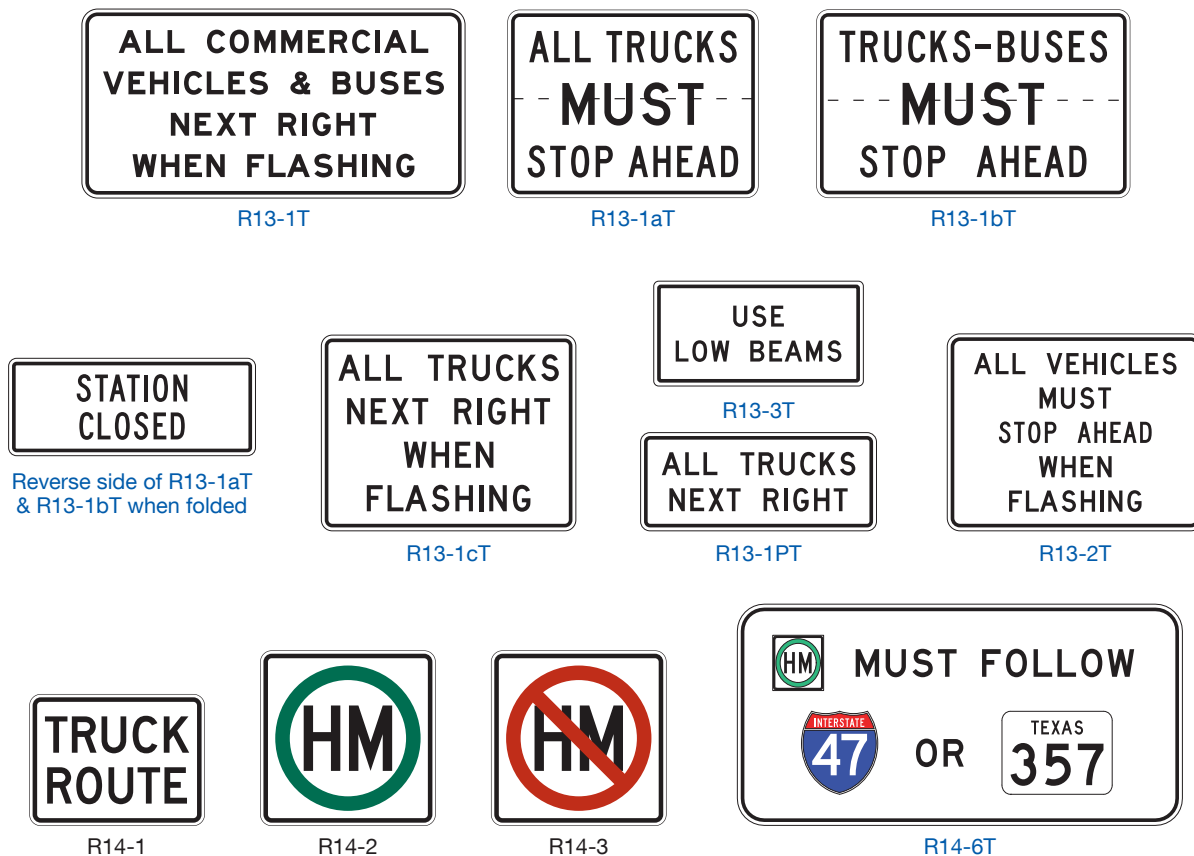 ALL COMMERCIAL
VEHICLES & BUSES
NEXT RIGHT
WHEN FLASHING
R13-1T
ALL TRUCKS
MUST
STOP AHEAD
R13-1aT
TRUCKS-BUSES
MUST
STOP AHEAD
R13-1bT
STATION
CLOSED
Reverse side of R13-1aT
& R13-1bT when folded
ALL TRUCKS
NEXT RIGHT
WHEN
FLASHING
R13-1cT
USE
LOW BEAMS
R13-3T
ALL TRUCKS
NEXT RIGHT
R13-1PT
ALL VEHICLES
MUST
STOP AHEAD
WHEN
FLASHING
R13-2T
TRUCK
ROUTE
R14-1
HM
R14-2
HM
R14-3
HM MUST FOLLOW
INTERSTATE
47
OR
TEXAS
357
R14-6T